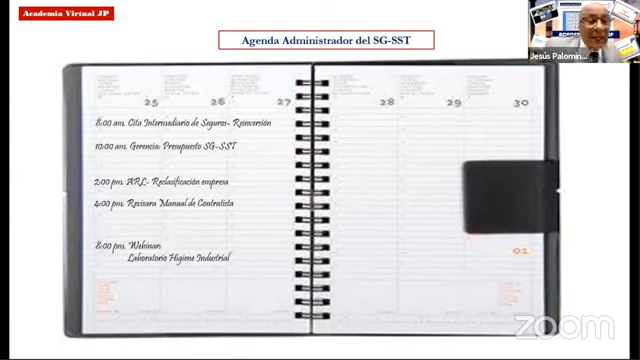 Academia Virtual JP
Agenda Administrador del SG-SST
25 26 27 28 29 30
8:00 am. Cita Intermediario de Seguros- Reinversión
10:00 am. Gerencia: Presupuesto SG-SST
2:00 pm. ARL- Reclasificación empresa
4:00 pm. Revisara Manual de Contratista
8:00 pm. Webinar:
Laboratorio Higiene Industrial
01
Jesús Palomin...
zoom